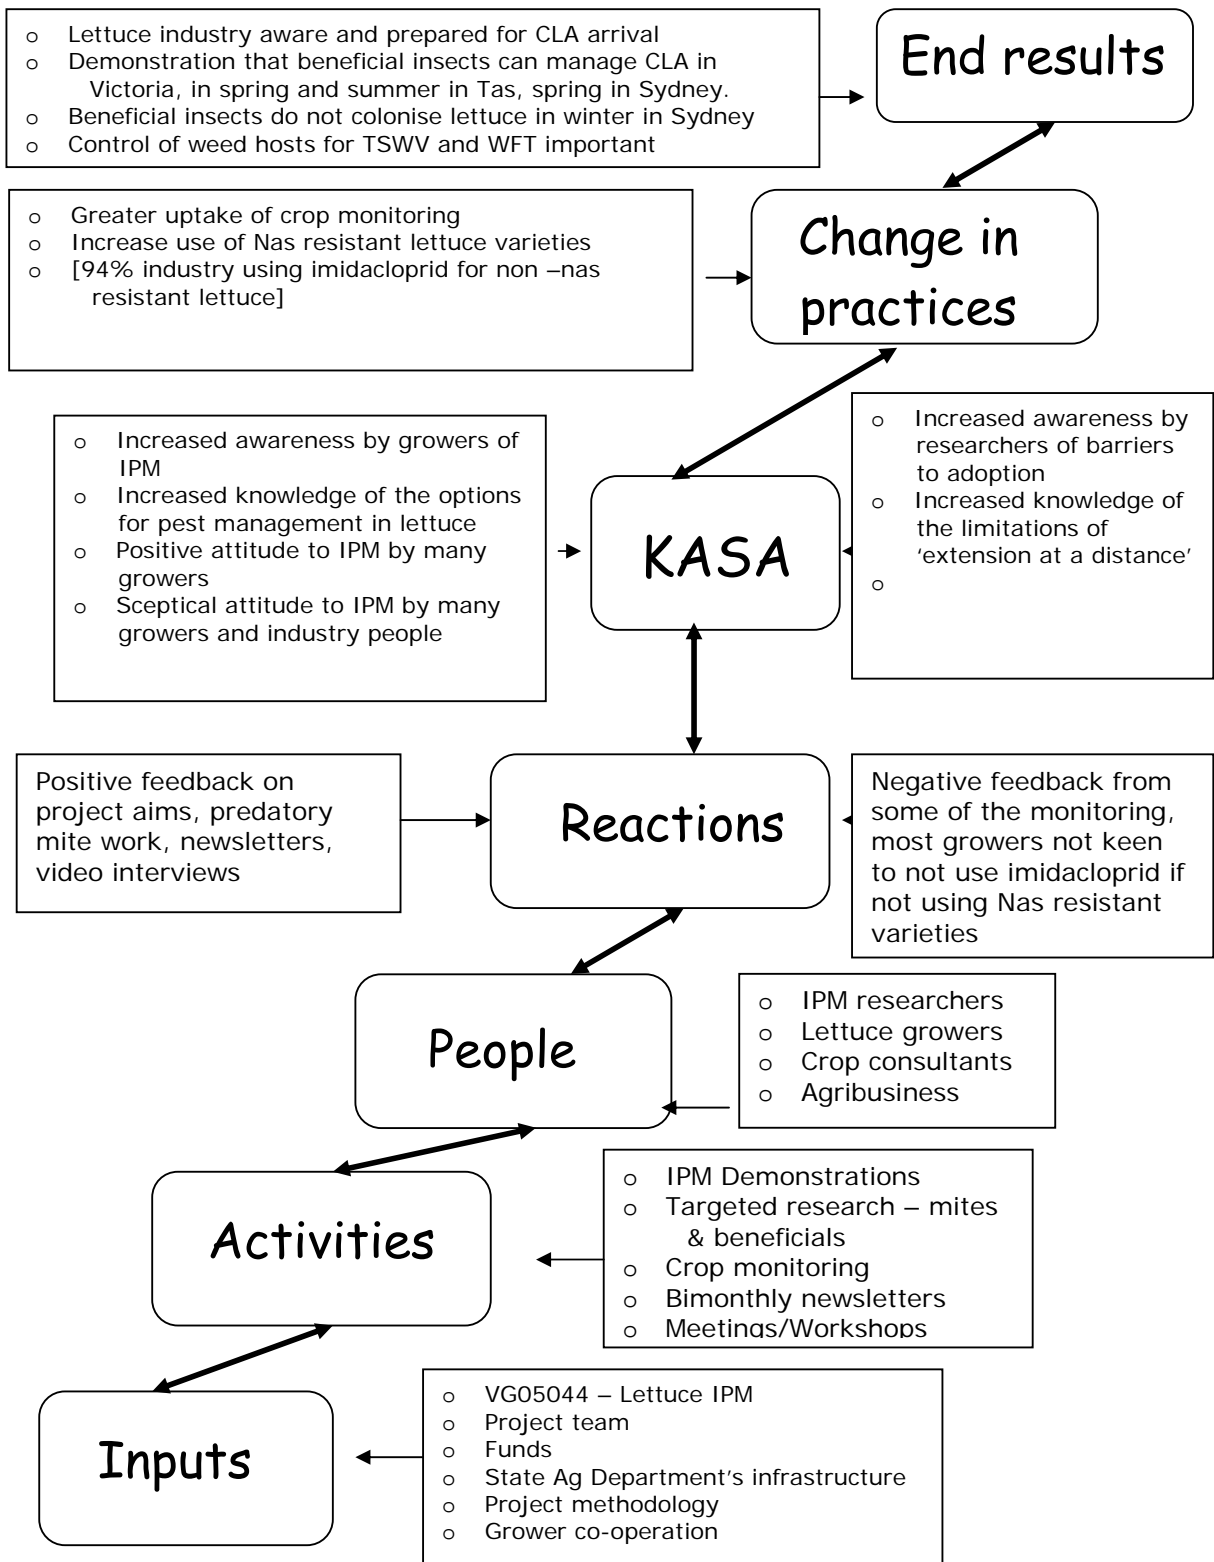 o Lettuce industry aware and prepared for CLA arrival
o Demonstration that beneficial insects can manage CLA in
Victoria, in spring and summer in Tas, spring in Sydney.
o Beneficial insects do not colonise lettuce in winter in Sydney
o Control of weed hosts for TSWV and WFT important
End results
o Greater uptake of crop monitoring
o Increase use of Nas resistant lettuce varieties
o [94% industry using imidacloprid for non –nas
resistant lettuce]
Change in
practices
o Increased awareness by growers of
IPM
o Increased knowledge of the options
for pest management in lettuce
o Positive attitude to IPM by many
growers
o Sceptical attitude to IPM by many
growers and industry people
KASA
o Increased awareness by
researchers of barriers
to adoption
o Increased knowledge of
the limitations of
‘extension at a distance’
o
Positive feedback on
project aims, predatory
mite work, newsletters,
video interviews
Reactions
Negative feedback from
some of the monitoring,
most growers not keen
to not use imidacloprid if
not using Nas resistant
varieties
People
o IPM researchers
o Lettuce growers
o Crop consultants
o Agribusiness
Activities
o IPM Demonstrations
o Targeted research – mites
& beneficials
o Crop monitoring
o Bimonthly newsletters
o Meetings/Workshops
Inputs
o VG05044 – Lettuce IPM
o Project team
o Funds
o State Ag Department’s infrastructure
o Project methodology
o Grower co-operation